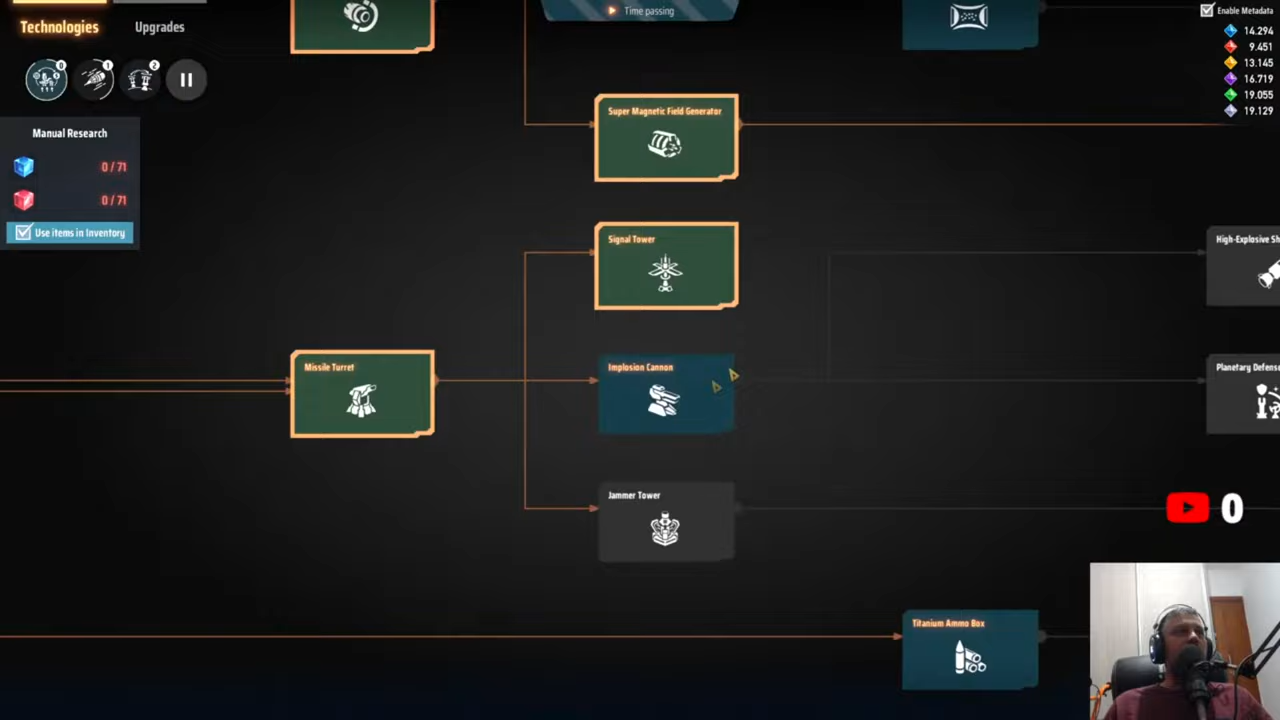 Technologies
Upgrades
Time passing
Enable Metadata
14.294
9.451
13.145
16.719
19.055
19.129
0
1
2
Manual Research
0 / 71
0 / 71
Use items in Inventory
Super Magnetic Field Generator
Signal Tower
High-Explosive Sh
Missile Turret
Implosion Cannon
Planetary Defens
Jammer Tower
0
Titanium Ammo Box